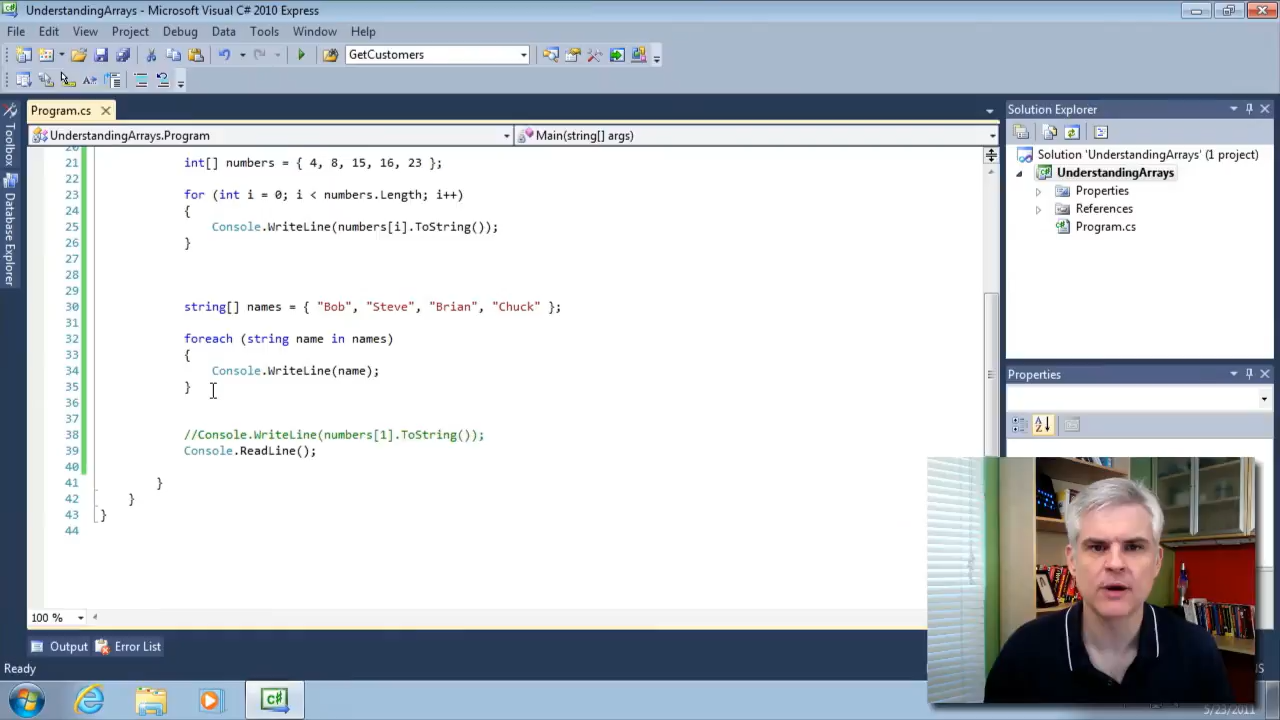 UnderstandingArrays - Microsoft Visual C# 2010 Express
File Edit View Project Debug Data Tools Window Help
GetCustomers
Program.cs
UnderstandingArrays.Program
Main(string[] args)
Toolbox
Database Explorer
21 int[] numbers = { 4, 8, 15, 16, 23 };
22
23 for (int i = 0; i < numbers.Length; i++)
24 {
25 Console.WriteLine(numbers[i].ToString());
26 }
27
28
29
30 string[] names = { "Bob", "Steve", "Brian", "Chuck" };
31
32 foreach (string name in names)
33 {
34 Console.WriteLine(name);
35 }
36
37
38 //Console.WriteLine(numbers[1].ToString());
39 Console.ReadLine();
40
41 }
42 }
43 }
44
100 %
Output Error List
Ready
Solution Explorer
Solution 'UnderstandingArrays' (1 project)
UnderstandingArrays
Properties
References
Program.cs
Properties
5/23/2011